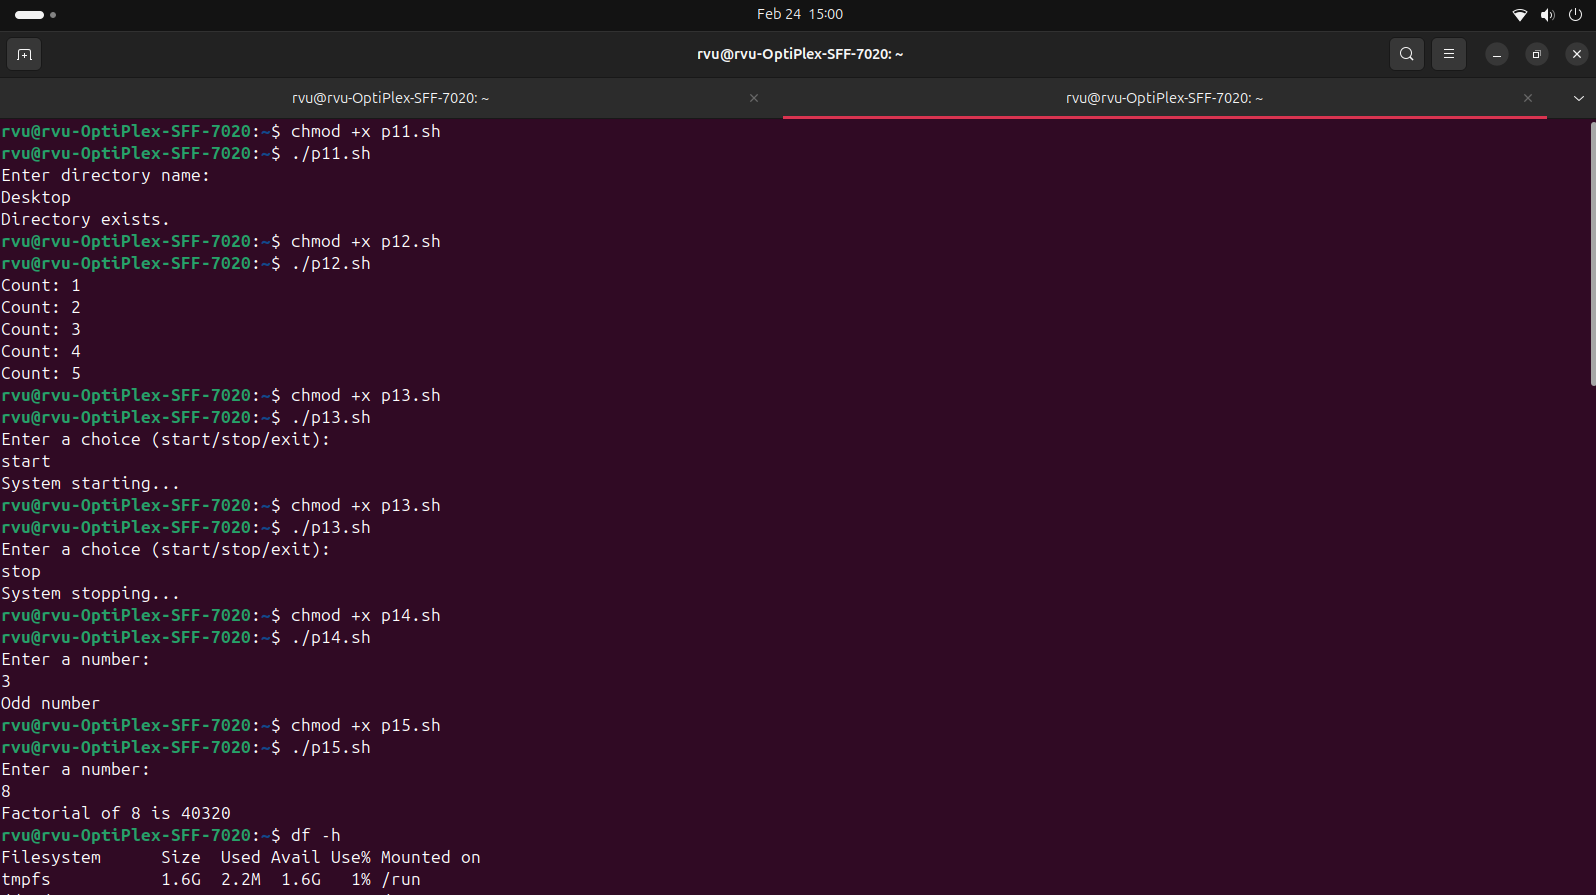 Feb 24 15:00
rvu@rvu-OptiPlex-SFF-7020: ~
rvu@rvu-OptiPlex-SFF-7020: ~
rvu@rvu-OptiPlex-SFF-7020: ~
rvu@rvu-OptiPlex-SFF-7020:~$ chmod +x p11.sh
rvu@rvu-OptiPlex-SFF-7020:~$ ./p11.sh
Enter directory name:
Desktop
Directory exists.
rvu@rvu-OptiPlex-SFF-7020:~$ chmod +x p12.sh
rvu@rvu-OptiPlex-SFF-7020:~$ ./p12.sh
Count: 1
Count: 2
Count: 3
Count: 4
Count: 5
rvu@rvu-OptiPlex-SFF-7020:~$ chmod +x p13.sh
rvu@rvu-OptiPlex-SFF-7020:~$ ./p13.sh
Enter a choice (start/stop/exit):
start
System starting...
rvu@rvu-OptiPlex-SFF-7020:~$ chmod +x p13.sh
rvu@rvu-OptiPlex-SFF-7020:~$ ./p13.sh
Enter a choice (start/stop/exit):
stop
System stopping...
rvu@rvu-OptiPlex-SFF-7020:~$ chmod +x p14.sh
rvu@rvu-OptiPlex-SFF-7020:~$ ./p14.sh
Enter a number:
3
Odd number
rvu@rvu-OptiPlex-SFF-7020:~$ chmod +x p15.sh
rvu@rvu-OptiPlex-SFF-7020:~$ ./p15.sh
Enter a number:
8
Factorial of 8 is 40320
rvu@rvu-OptiPlex-SFF-7020:~$ df -h
Filesystem      Size  Used Avail Use% Mounted on
tmpfs           1.6G  2.2M  1.6G   1% /run